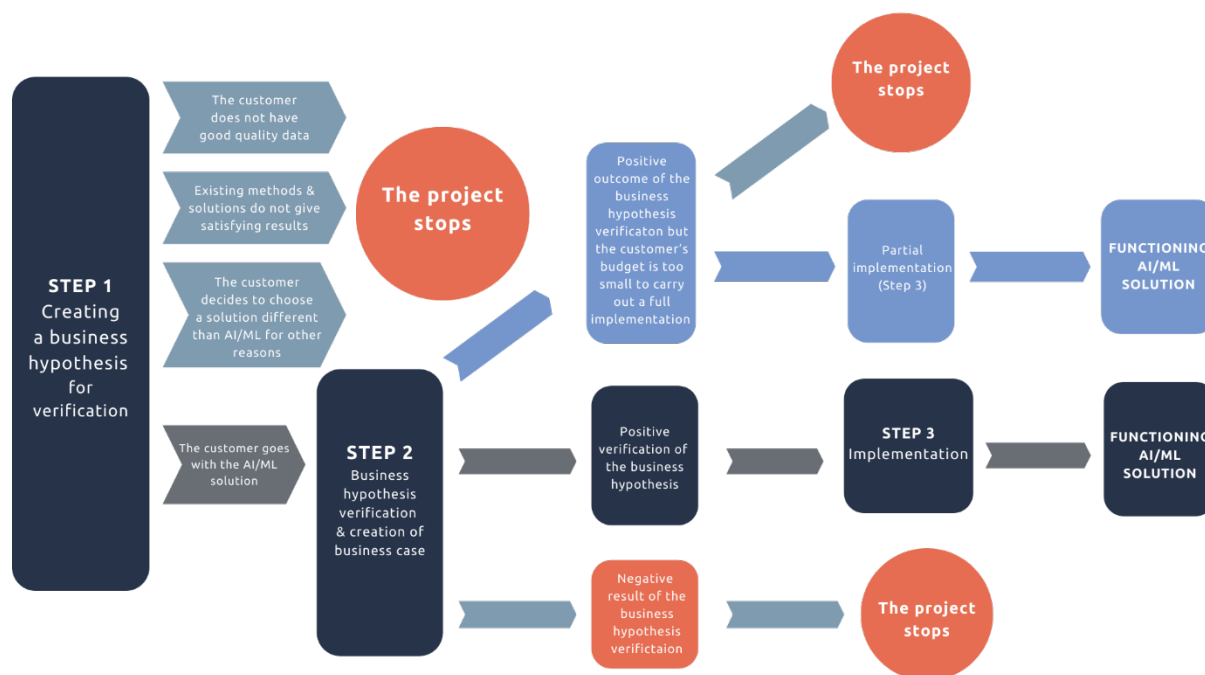 STEP 1
Creating
a business
hypothesis
for
verification
The customer
does not have
good quality data
Existing methods &
solutions do not give
satisfying results
The customer
decides to choose
a solution different
than AI/ML for other
reasons
The customer goes
with the AI/ML
solution
The project
stops
STEP 2
Business
hypothesis
verification
& creation of
business case
Positive
outcome of the
business
hypothesis
verificaton but
the customer's
budget is too
small to carry
out a full
implementation
The project
stops
Partial
implementation
(Step 3)
FUNCTIONING
AI/ML
SOLUTION
Positive
verification of
the business
hypothesis
STEP 3
Implementation
FUNCTIONING
AI/ML
SOLUTION
Negative
result of the
business
hypothesis
verifictaion
The project
stops